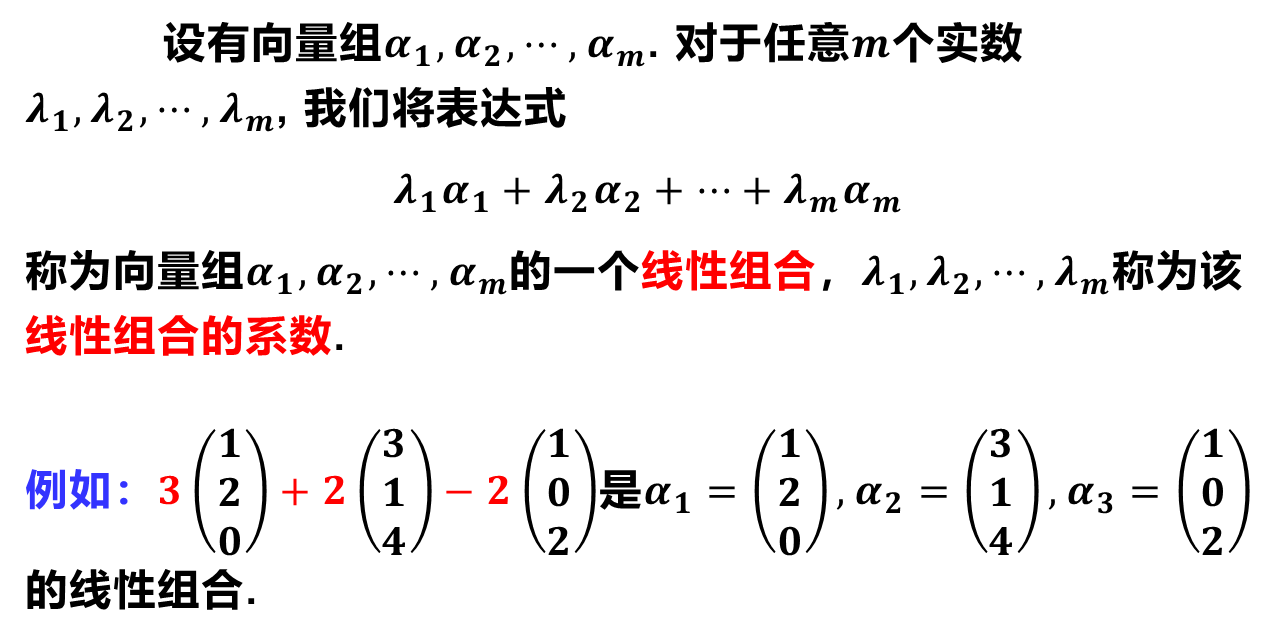 设有向量组α₁, α₂, ⋯, αₘ. 对于任意m个实数
λ₁, λ₂, ⋯, λₘ, 我们将表达式
λ₁α₁ + λ₂α₂ + ⋯ + λₘαₘ
称为向量组α₁, α₂, ⋯, αₘ的一个线性组合，λ₁, λ₂, ⋯, λₘ称为该
线性组合的系数.
例如：3(1 2 0) + 2(3 1 4) − 2(1 0 2)是α₁ = (1 2 0), α₂ = (3 1 4), α₃ = (1 0 2)
的线性组合.